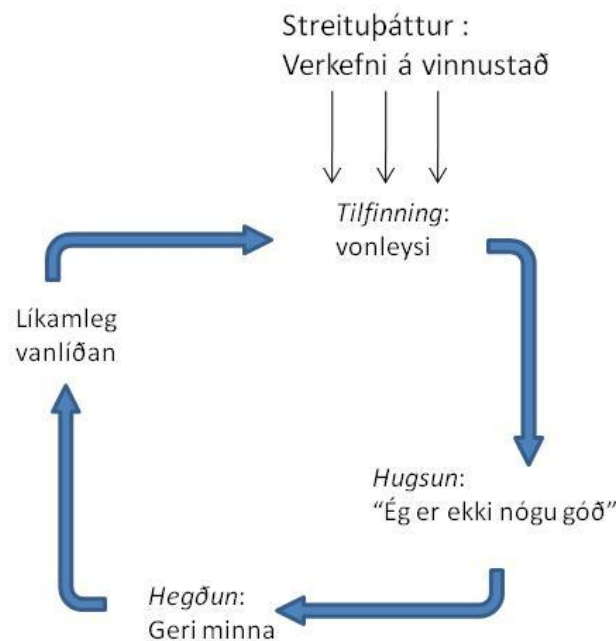 Streituþáttur :
Verkefni á vinnustað
Tilfinning:
vonleysi
Líkamleg
vanlíðan
Hugsun:
“Ég er ekki nógu góð”
Hegðun:
Geri minna